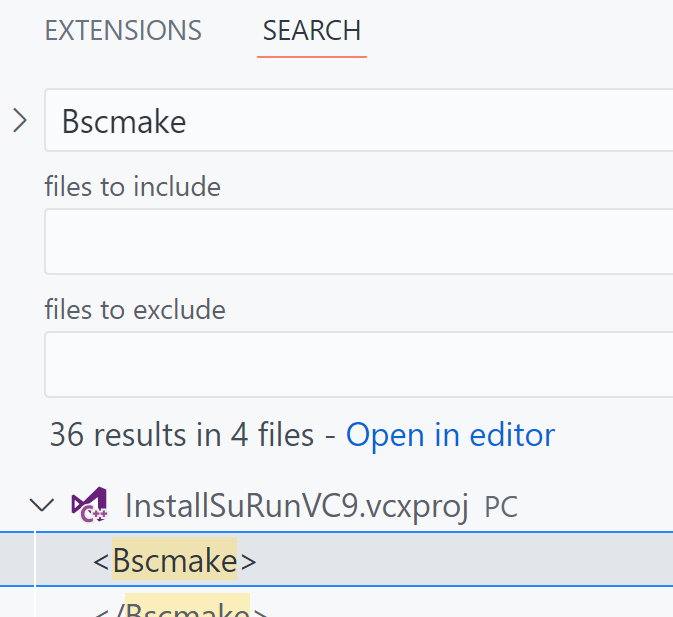 EXTENSIONS SEARCH
Bscmake
files to include
files to exclude
36 results in 4 files - Open in editor
InstallSuRunVC9.vcxproj PC
<Bscmake>
</Bscmake>